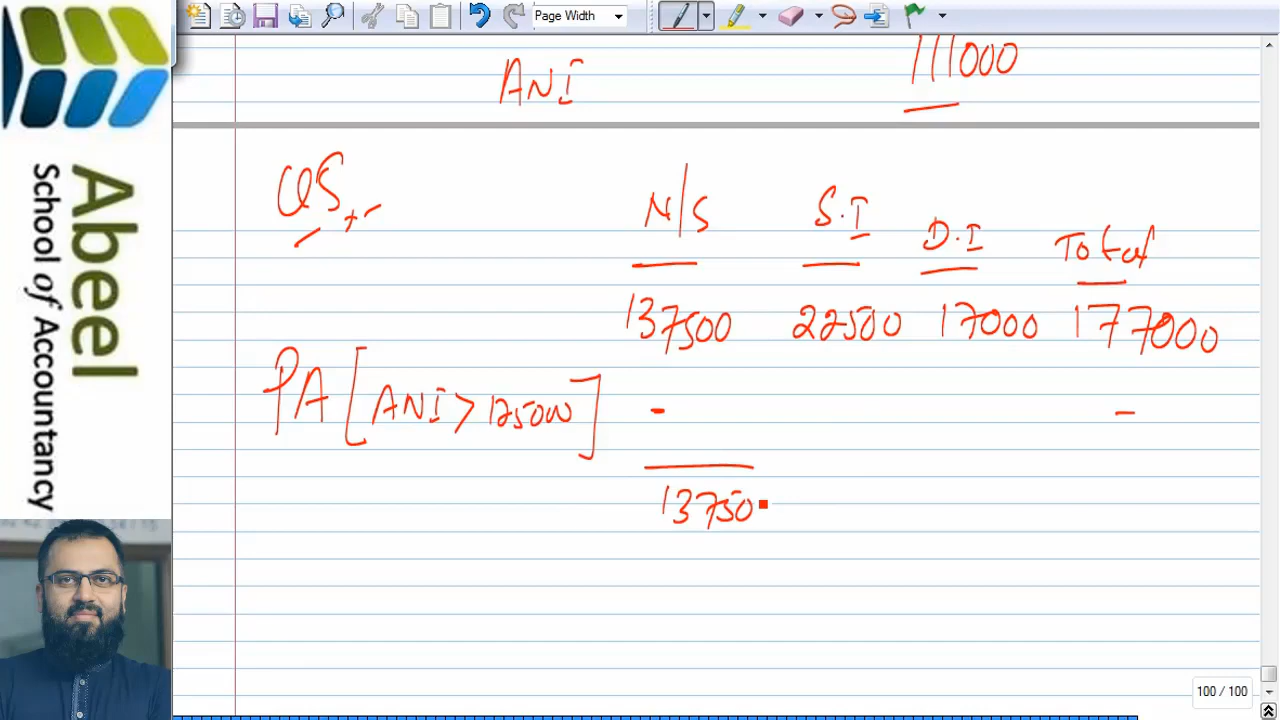 Page Width
ANI 111000
N/S S.I D.I Total
137500 22500 17000 177000
PA [ANI > 125000] - -
13750
100 / 100
Abeel
School of Accountancy